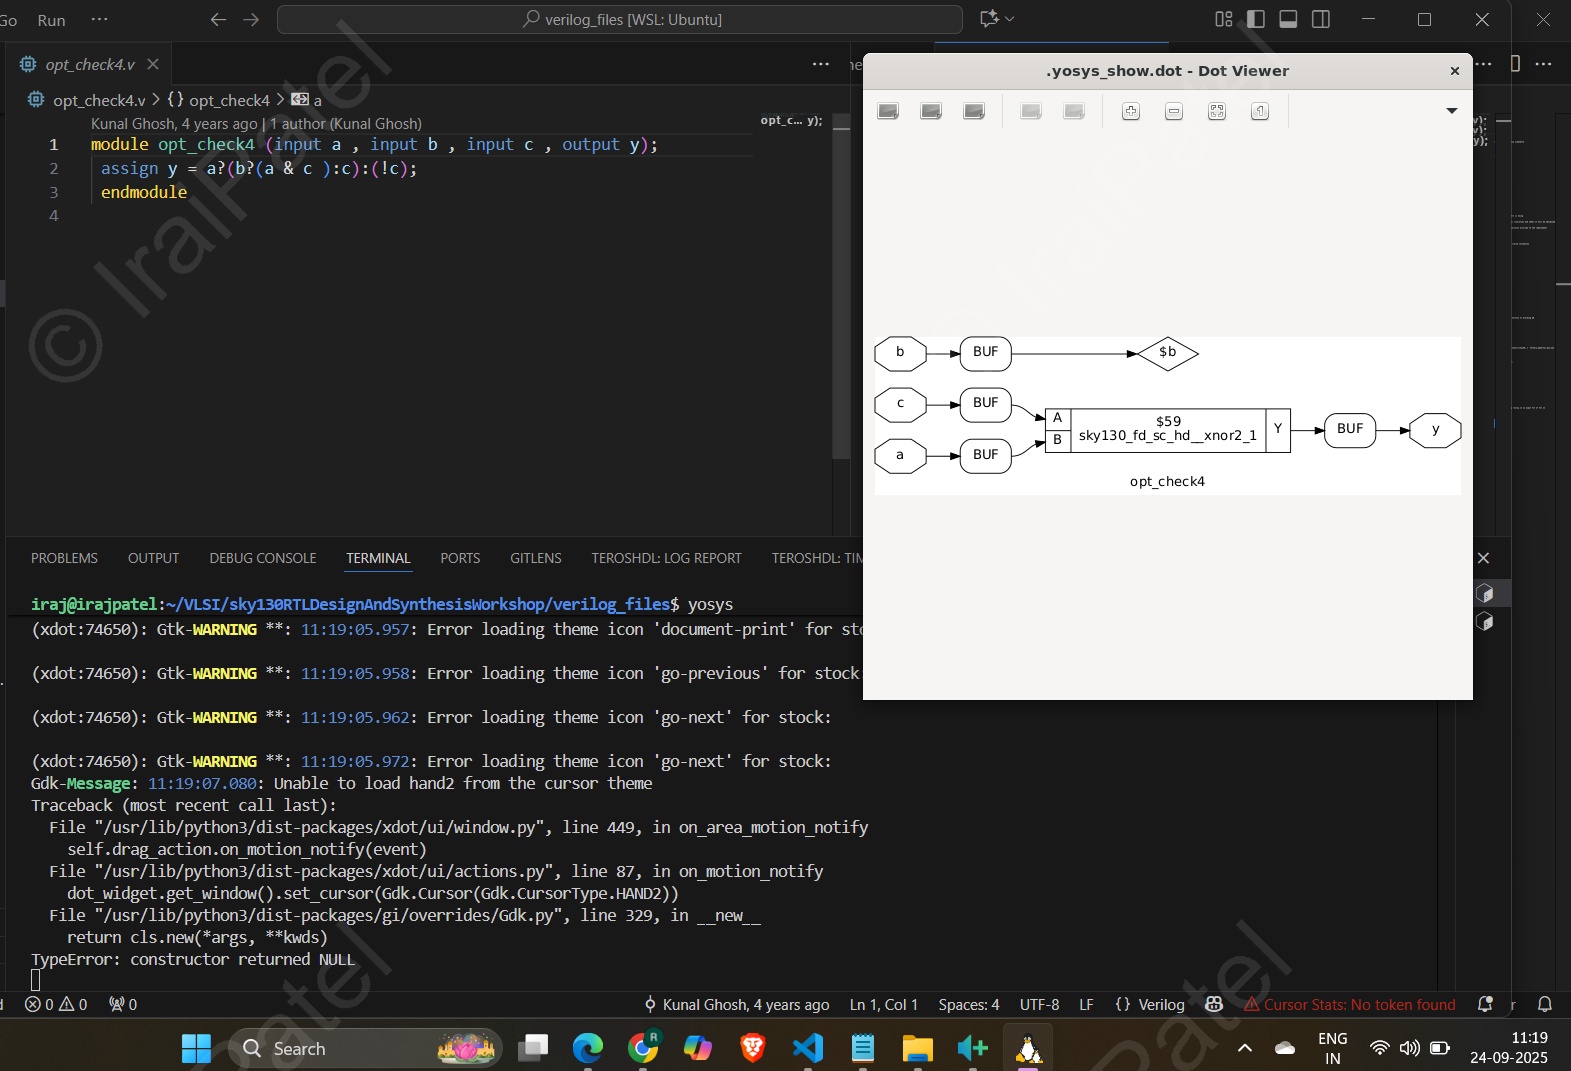 Go Run ···
verilog_files [WSL: Ubuntu]
opt_check4.v
opt_check4.v > {} opt_check4 > a
Kunal Ghosh, 4 years ago | 1 author (Kunal Ghosh)
1 module opt_check4 (input a , input b , input c , output y);
2 assign y = a?(b?(a & c ):c):(!c);
3 endmodule
4
opt_c... y);
.yosys_show.dot - Dot Viewer
b BUF $b
c BUF
a BUF
A
B
$59
sky130_fd_sc_hd__xnor2_1
Y
BUF
y
opt_check4
PROBLEMS OUTPUT DEBUG CONSOLE TERMINAL PORTS GITLENS TEROSHDL: LOG REPORT TEROSHDL: TIM
iraj@irajpatel:~/VLSI/sky130RTLDesignAndSynthesisWorkshop/verilog_files$ yosys
(xdot:74650): Gtk-WARNING **: 11:19:05.957: Error loading theme icon 'document-print' for sto
(xdot:74650): Gtk-WARNING **: 11:19:05.958: Error loading theme icon 'go-previous' for stock:
(xdot:74650): Gtk-WARNING **: 11:19:05.962: Error loading theme icon 'go-next' for stock:
(xdot:74650): Gtk-WARNING **: 11:19:05.972: Error loading theme icon 'go-next' for stock:
Gdk-Message: 11:19:07.080: Unable to load hand2 from the cursor theme
Traceback (most recent call last):
File "/usr/lib/python3/dist-packages/xdot/ui/window.py", line 449, in on_area_motion_notify
self.drag_action.on_motion_notify(event)
File "/usr/lib/python3/dist-packages/xdot/ui/actions.py", line 87, in on_motion_notify
dot_widget.get_window().set_cursor(Gdk.Cursor(Gdk.CursorType.HAND2))
File "/usr/lib/python3/dist-packages/gi/overrides/Gdk.py", line 329, in __new__
return cls.new(*args, **kwds)
TypeError: constructor returned NULL
0 0 0 Kunal Ghosh, 4 years ago Ln 1, Col 1 Spaces: 4 UTF-8 LF {} Verilog Cursor Stats: No token found
Search
ENG
IN
11:19
24-09-2025
© IrajPatel